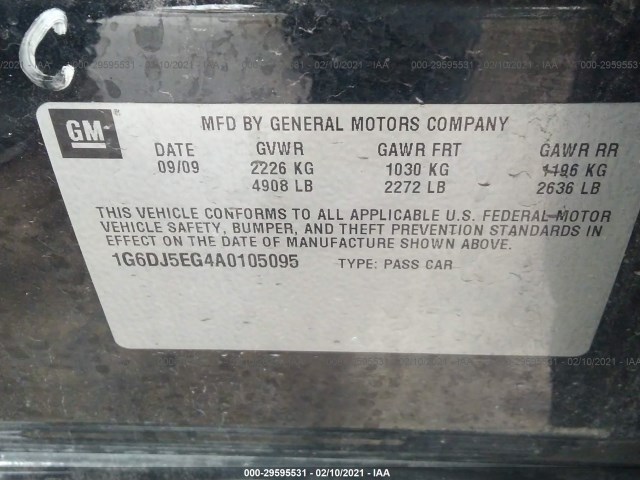 C
GM
MFD BY GENERAL MOTORS COMPANY
DATE GVWR GAWR FRT GAWR RR
09/09 2226 KG 1030 KG 1196 KG
4908 LB 2272 LB 2636 LB
THIS VEHICLE CONFORMS TO ALL APPLICABLE U.S. FEDERAL MOTOR
VEHICLE SAFETY, BUMPER, AND THEFT PREVENTION STANDARDS IN
EFFECT ON THE DATE OF MANUFACTURE SHOWN ABOVE.
1G6DJ5EG4A0105095 TYPE: PASS CAR
000-29595531 - 02/10/2021 - IAA